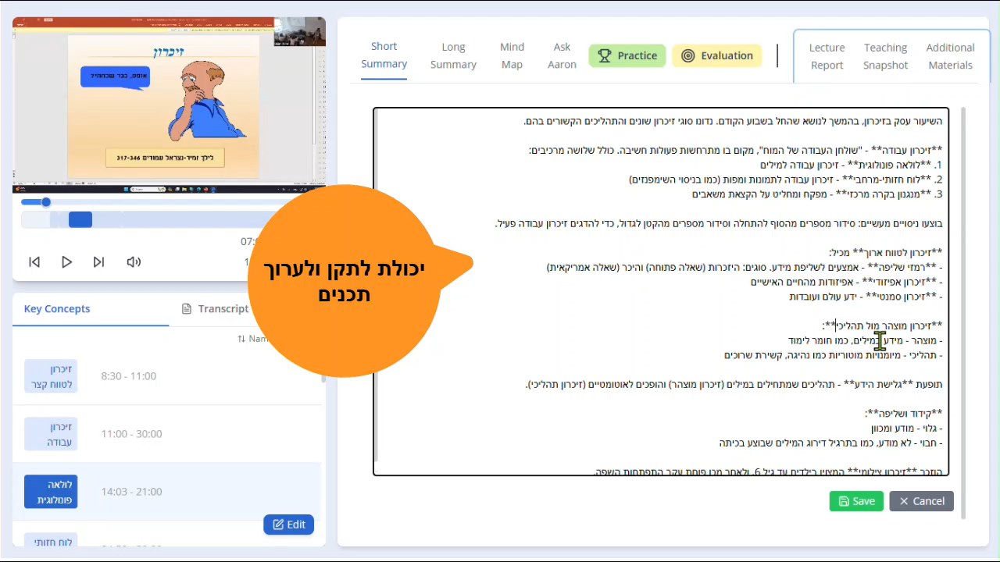 זיכרון
אופס, כבר שכחתי?
לילך זמיר-נצראל עמודים 317-346
07:
1
Key Concepts
Transcript
Nam
זיכרון
לטווח קצר
8:30 - 11:00
זיכרון
עבודה
11:00 - 30:00
לולאה
פונולוגית
14:03 - 21:00
לוח חזותי
Edit
יכולת לתקן ולערוך
תכנים
Short
Summary
Long
Summary
Mind
Map
Ask
Aaron
Practice
Evaluation
Lecture
Report
Teaching
Snapshot
Additional
Materials
השיעור עסק בזיכרון, בהמשך לנושא שהחל בשבוע הקודם. נדונו סוגי זיכרון שונים והתהליכים הקשורים בהם.
**זיכרון עבודה** - "שולחן העבודה של המוח", מקום בו מתרחשות פעולות חשיבה. כולל שלושה מרכיבים:
1. **לולאה פונולוגית** - זיכרון עבודה למילים
2. **לוח חזותי-מרחבי** - זיכרון עבודה לתמונות ומפות (כמו בניסוי השימפנזים)
3. **מנגנון בקרה מרכזי** - מפקח ומחליט על הקצאת משאבים
בוצעו ניסויים מעשיים: סידור מספרים מהסוף להתחלה וסידור מספרים מהקטן לגדול, כדי להדגים זיכרון עבודה פעיל.
**זיכרון לטווח ארוך** מכיל:
- **רמזי שליפה** - אמצעים לשליפת מידע. סוגים: היזכרות (שאלה פתוחה) והיכר (שאלה אמריקאית)
- **זיכרון אפיזודי** - אפיזודות מהחיים האישיים
- **זיכרון סמנטי** - ידע עולם ועובדות
**זיכרון מוצהר מול תהליכי**:
- מוצהר - מידע במילים, כמו חומר לימוד
- תהליכי - מיומנויות מוטוריות כמו נהיגה, קשירת שרוכים
תופעת **גלישת הידע** - תהליכים שמתחילים במילים (זיכרון מוצהר) והופכים לאוטומטיים (זיכרון תהליכי).
**קידוד ושליפה**:
- גלוי - מודע ומכוון
- חבוי - לא מודע, כמו בתרגיל דירוג המילים שבוצע בכיתה
הוזכר **זיכרון צילומי** המצוין בילדים עד גיל 6, ולאחר מכן פוחת עקב התפתחות השפה.
Save
Cancel